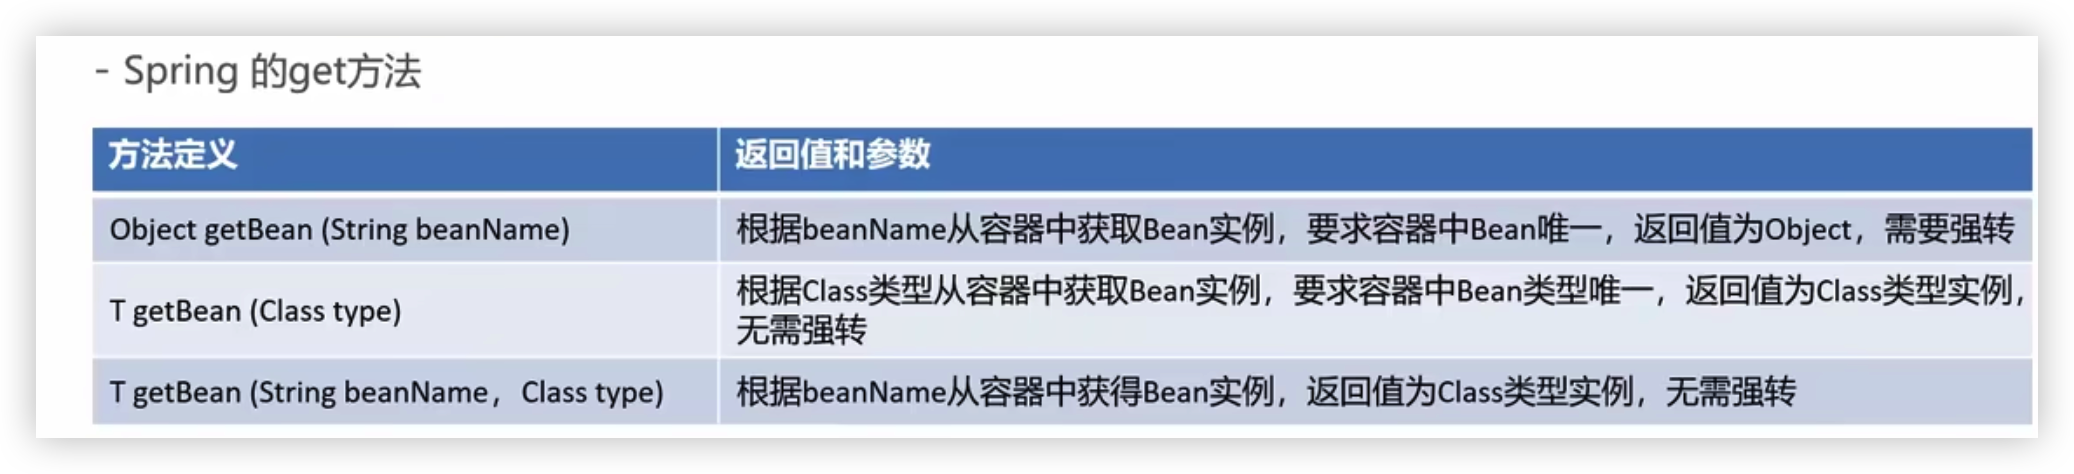 - Spring 的get方法
方法定义
返回值和参数
Object getBean (String beanName)
根据beanName从容器中获取Bean实例，要求容器中Bean唯一，返回值为Object，需要强转
T getBean (Class type)
根据Class类型从容器中获取Bean实例，要求容器中Bean类型唯一，返回值为Class类型实例，
无需强转
T getBean (String beanName，Class type)
根据beanName从容器中获得Bean实例，返回值为Class类型实例，无需强转